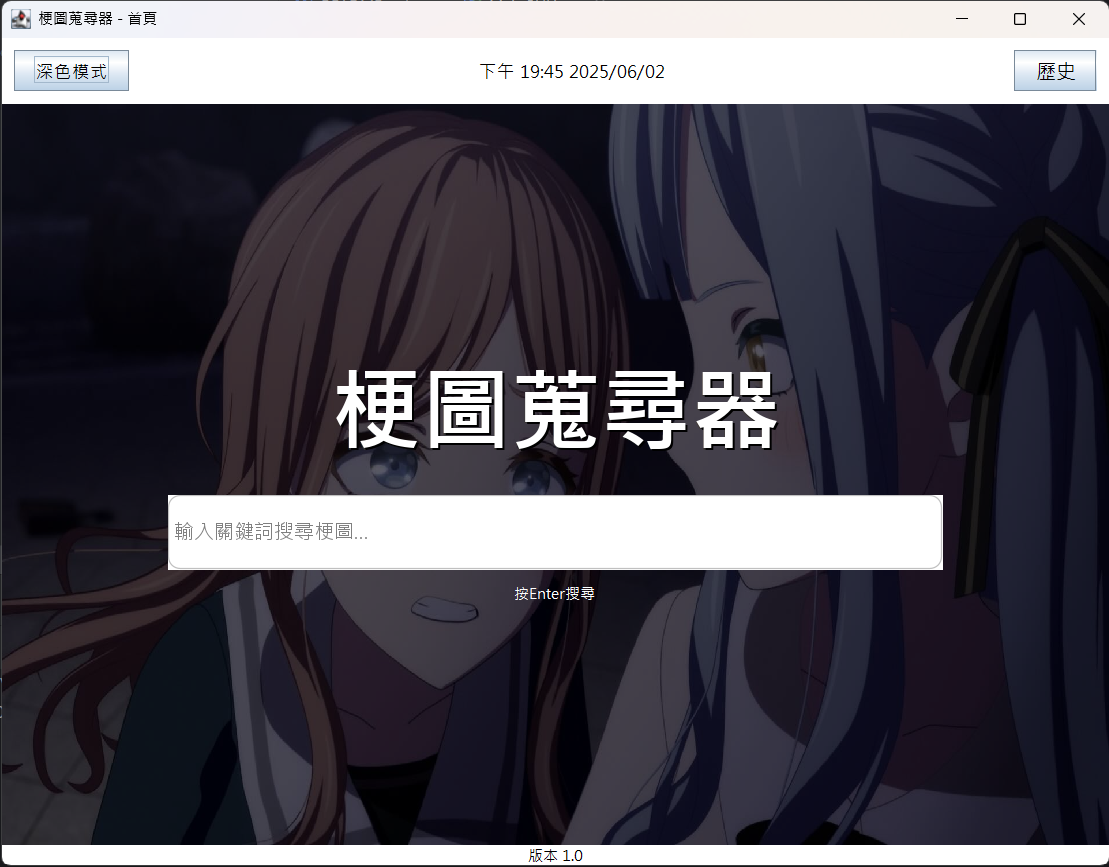 梗圖蒐尋器 - 首頁
深色模式
下午 19:45 2025/06/02
歷史
梗圖蒐尋器
輸入關鍵詞搜尋梗圖...
按Enter搜尋
版本 1.0